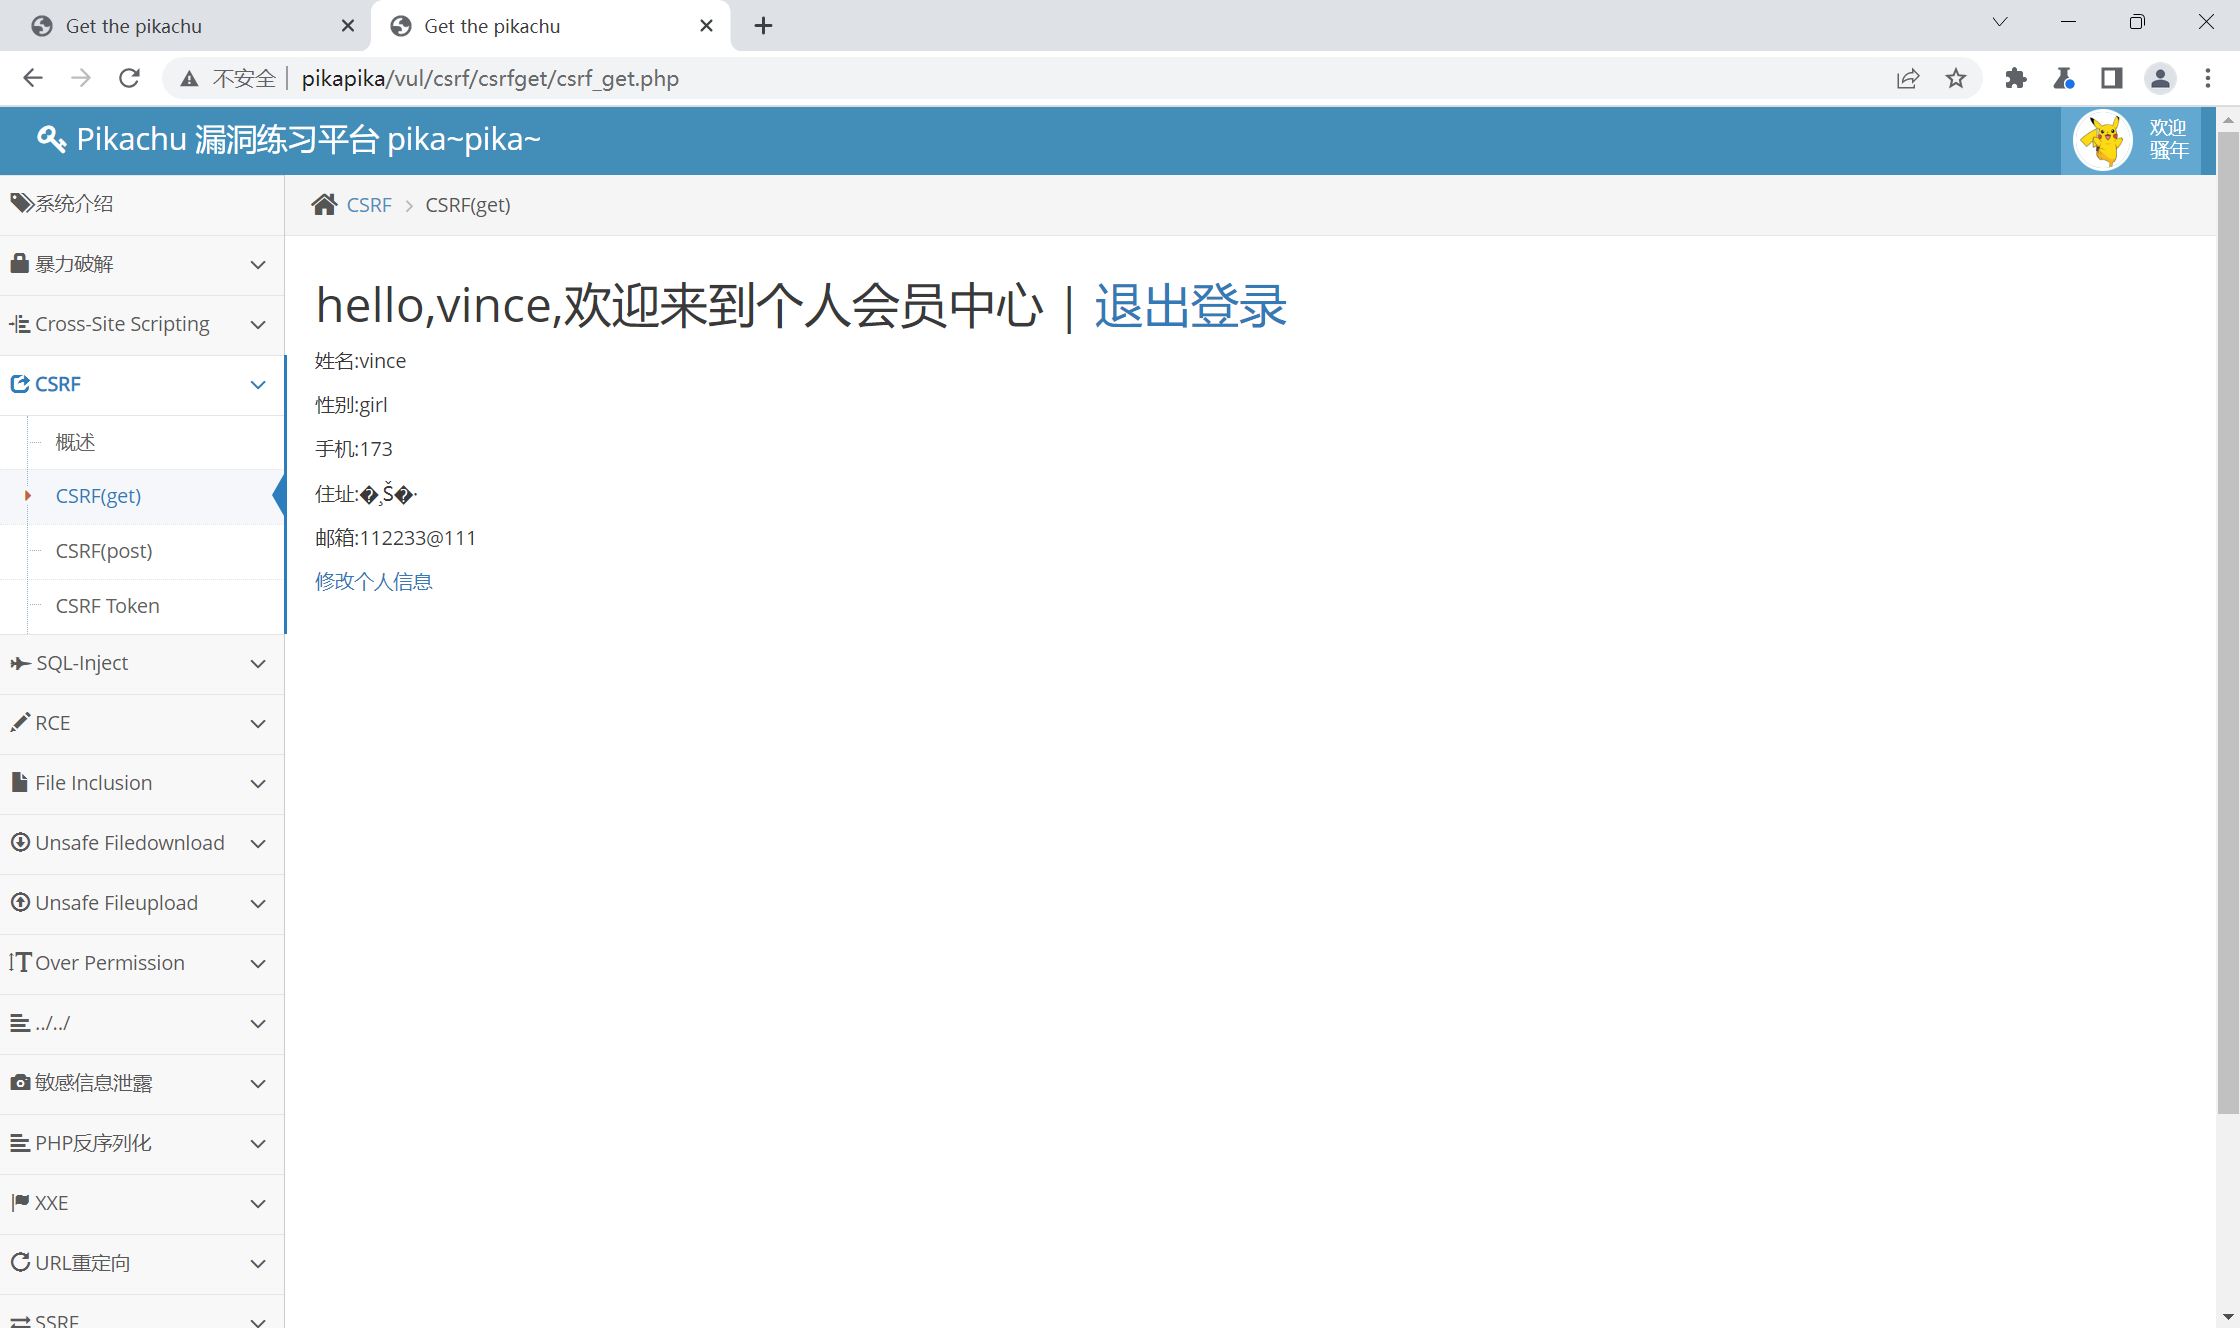 Get the pikachu
Get the pikachu
不安全 | pikapika/vul/csrf/csrfget/csrf_get.php
Pikachu 漏洞练习平台 pika~pika~
欢迎
骚年
系统介绍
暴力破解
Cross-Site Scripting
CSRF
概述
CSRF(get)
CSRF(post)
CSRF Token
SQL-Inject
RCE
File Inclusion
Unsafe Filedownload
Unsafe Fileupload
Over Permission
../../
敏感信息泄露
PHP反序列化
XXE
URL重定向
SSRF
CSRF > CSRF(get)
hello,vince,欢迎来到个人会员中心 | 退出登录
姓名:vince
性别:girl
手机:173
住址:�¸Š�·
邮箱:112233@111
修改个人信息